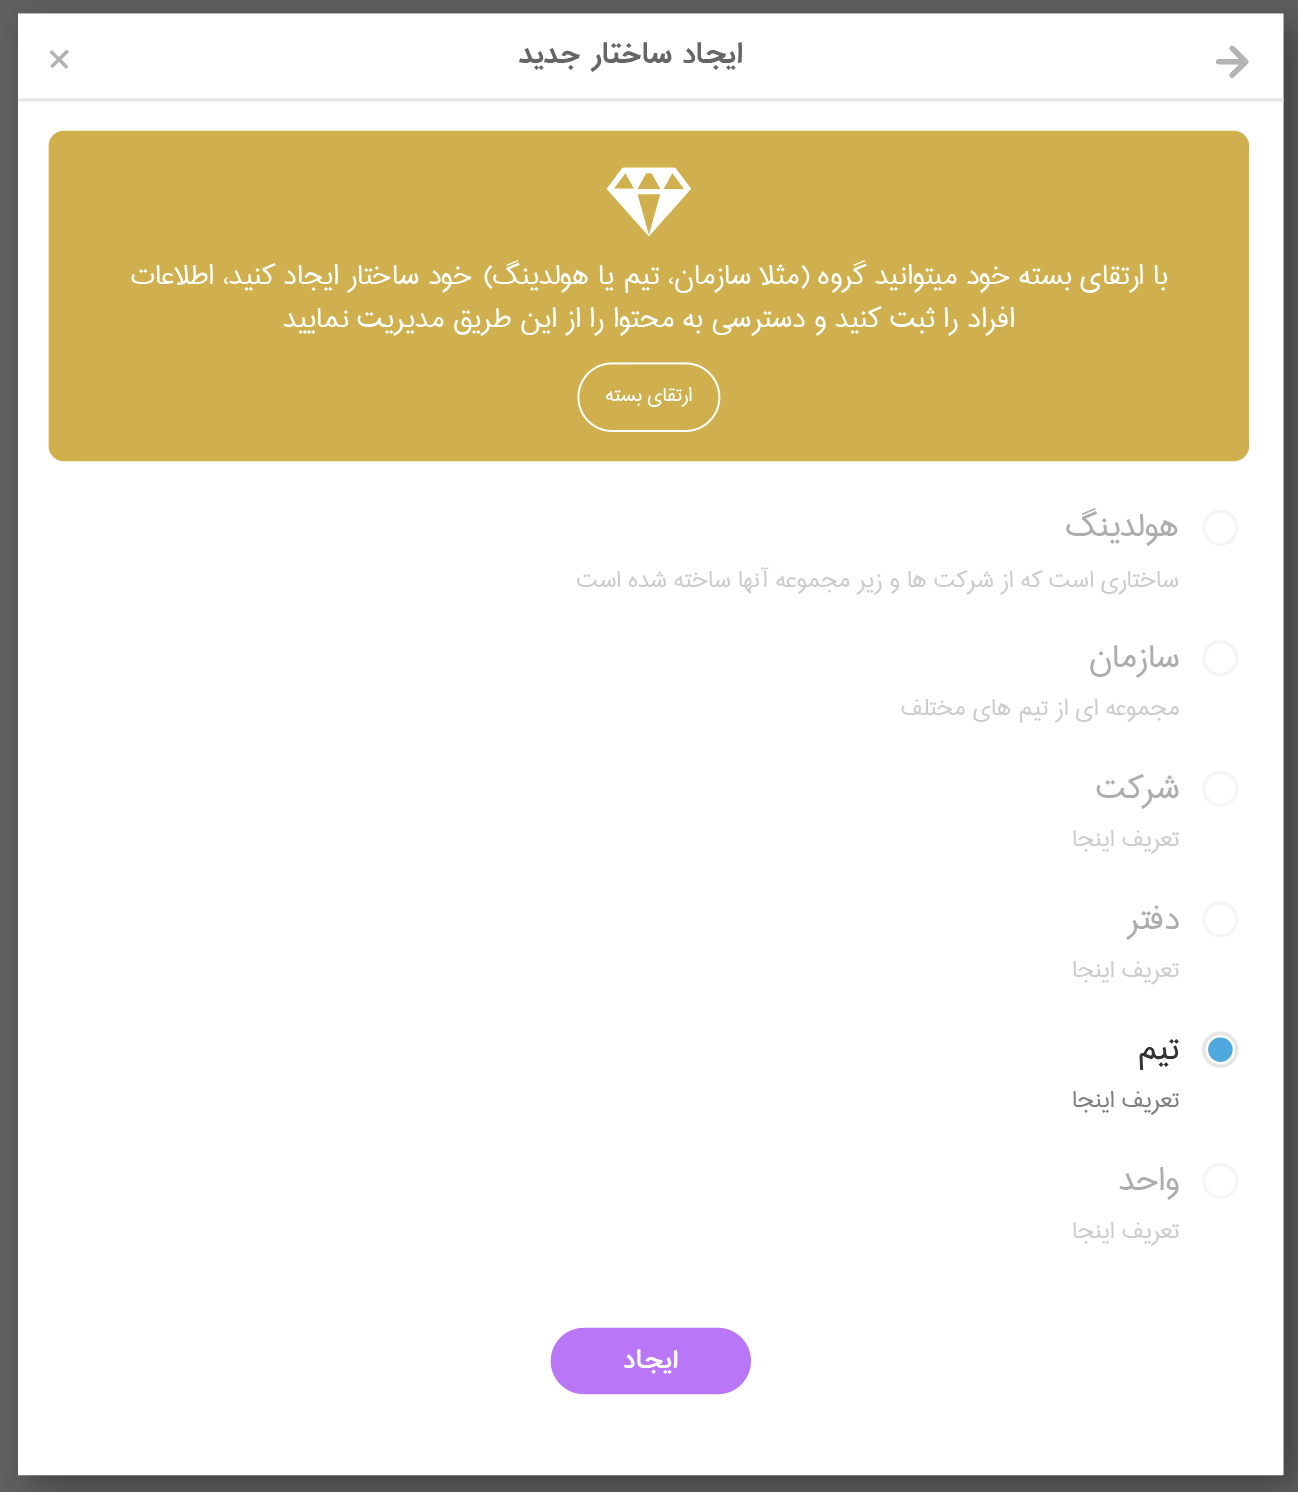 ایجاد ساختار جدید
با ارتقای بسته خود میتوانید گروه (مثلا سازمان، تیم یا هولدینگ) خود ساختار ایجاد کنید، اطلاعات
افراد را ثبت کنید و دسترسی به محتوا را از این طریق مدیریت نمایید
ارتقای بسته
هولدینگ
ساختاری است که از شرکت ها و زیر مجموعه آنها ساخته شده است
سازمان
مجموعه ای از تیم های مختلف
شرکت
تعریف اینجا
دفتر
تعریف اینجا
تیم
تعریف اینجا
واحد
تعریف اینجا
ایجاد